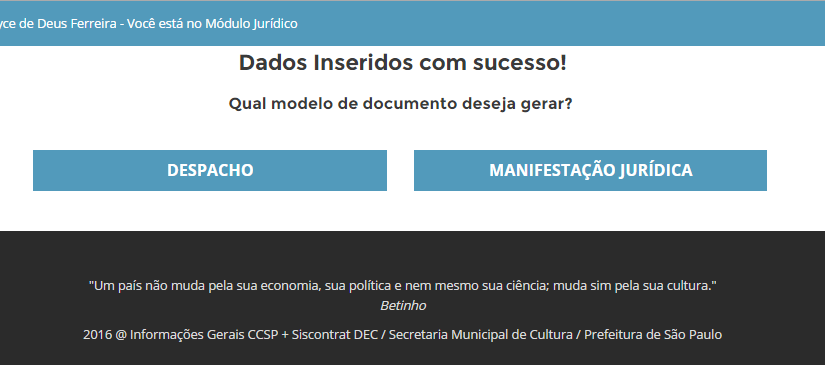 de Deus Ferreira - Você está no Módulo Jurídico
Dados Inseridos com sucesso!
Qual modelo de documento deseja gerar?
DESPACHO
MANIFESTAÇÃO JURÍDICA
"Um país não muda pela sua economia, sua política e nem mesmo sua ciência; muda sim pela sua cultura."
Betinho
2016 @ Informações Gerais CCSP + Siscontrat DEC / Secretaria Municipal de Cultura / Prefeitura de São Paulo